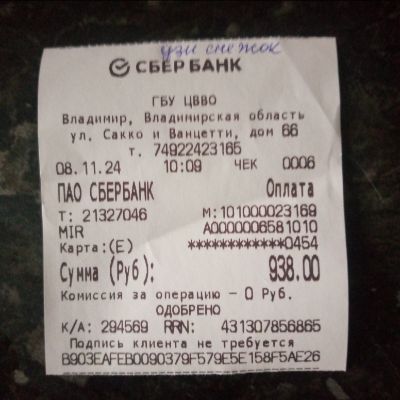 узи снежок
СБЕРБАНК
ГБУ ЦВВО
Владимир, Владимирская область
ул. Сакко и Ванцетти, дом 66
т. 74922423165
08.11.24 10:09 ЧЕК 0006
ПАО СБЕРБАНК Оплата
Т: 21327046 М:101000023169
MIR A0000006581010
Карта:(E) ************0454
Сумма (Руб): 938.00
Комиссия за операцию – 0 Руб.
ОДОБРЕНО
К/А: 294569 RRN: 431307856865
Подпись клиента не требуется
B903EAFEB0090379F579E5E158F5AE26